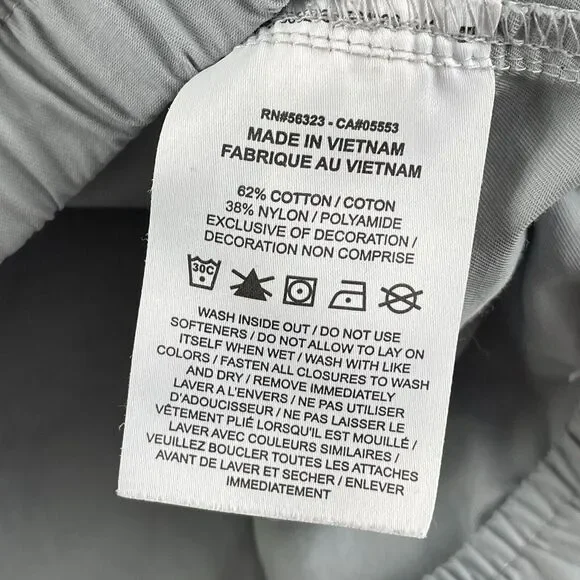 RN#56323 - CA#05553
MADE IN VIETNAM
FABRIQUE AU VIETNAM
62% COTTON / COTON
38% NYLON / POLYAMIDE
EXCLUSIVE OF DECORATION /
DECORATION NON COMPRISE
30C
WASH INSIDE OUT / DO NOT USE
SOFTENERS / DO NOT ALLOW TO LAY ON
ITSELF WHEN WET / WASH WITH LIKE
COLORS / FASTEN ALL CLOSURES TO WASH
AND DRY / REMOVE IMMEDIATELY
LAVER A L'ENVERS / NE PAS UTILISER
D'ADOUCISSEUR / NE PAS LAISSER LE
VÊTEMENT PLIÉ LORSQU'IL EST MOUILLÉ /
LAVER AVEC COULEURS SIMILAIRES /
VEUILLEZ BOUCLER TOUTES LES ATTACHES
AVANT DE LAVER ET SECHER / ENLEVER
IMMEDIATEMENT